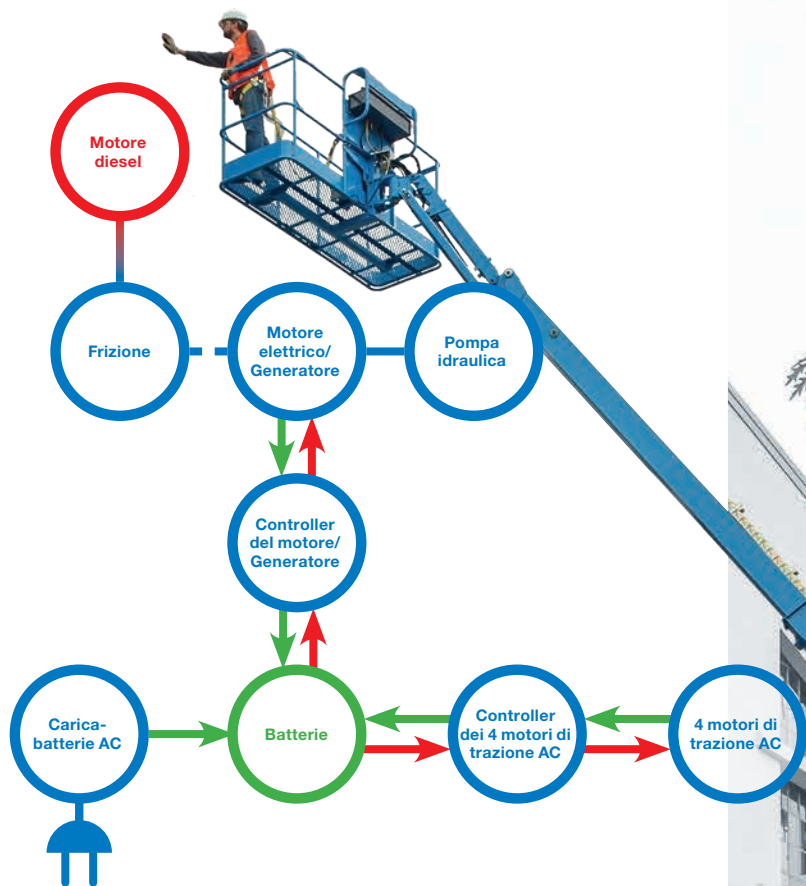 Motore
diesel
Frizione
Motore
elettrico/
Generatore
Pompa
idraulica
Controller
del motore/
Generatore
Carica-
batterie AC
Batterie
Controller
dei 4 motori di
trazione AC
4 motori di
trazione AC